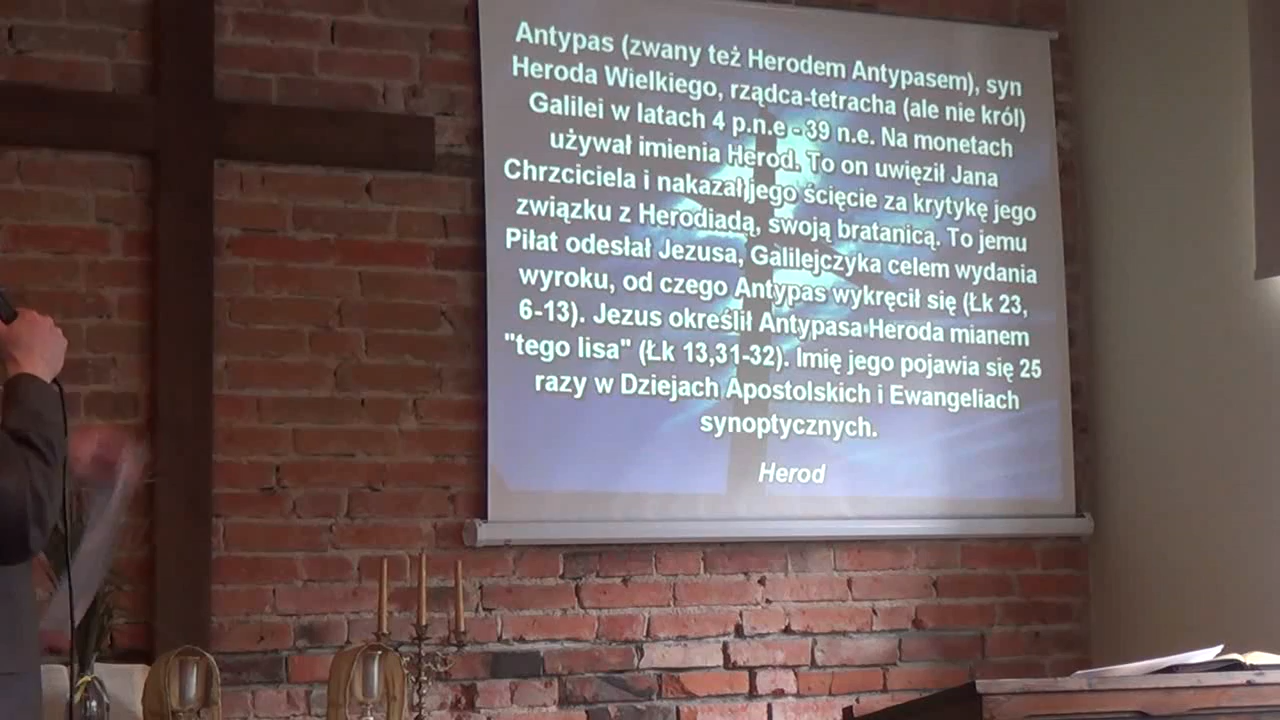 Antypas (zwany też Herodem Antypasem), syn
Heroda Wielkiego, rządca-tetracha (ale nie król)
Galilei w latach 4 p.n.e - 39 n.e. Na monetach
używał imienia Herod. To on uwięził Jana
Chrzciciela i nakazał jego ścięcie za krytykę jego
związku z Herodiadą, swoją bratanicą. To jemu
Piłat odesłał Jezusa, Galilejczyka celem wydania
wyroku, od czego Antypas wykręcił się (Łk 23,
6-13). Jezus określił Antypasa Heroda mianem
"tego lisa" (Łk 13,31-32). Imię jego pojawia się 25
razy w Dziejach Apostolskich i Ewangeliach
synoptycznych.
Herod